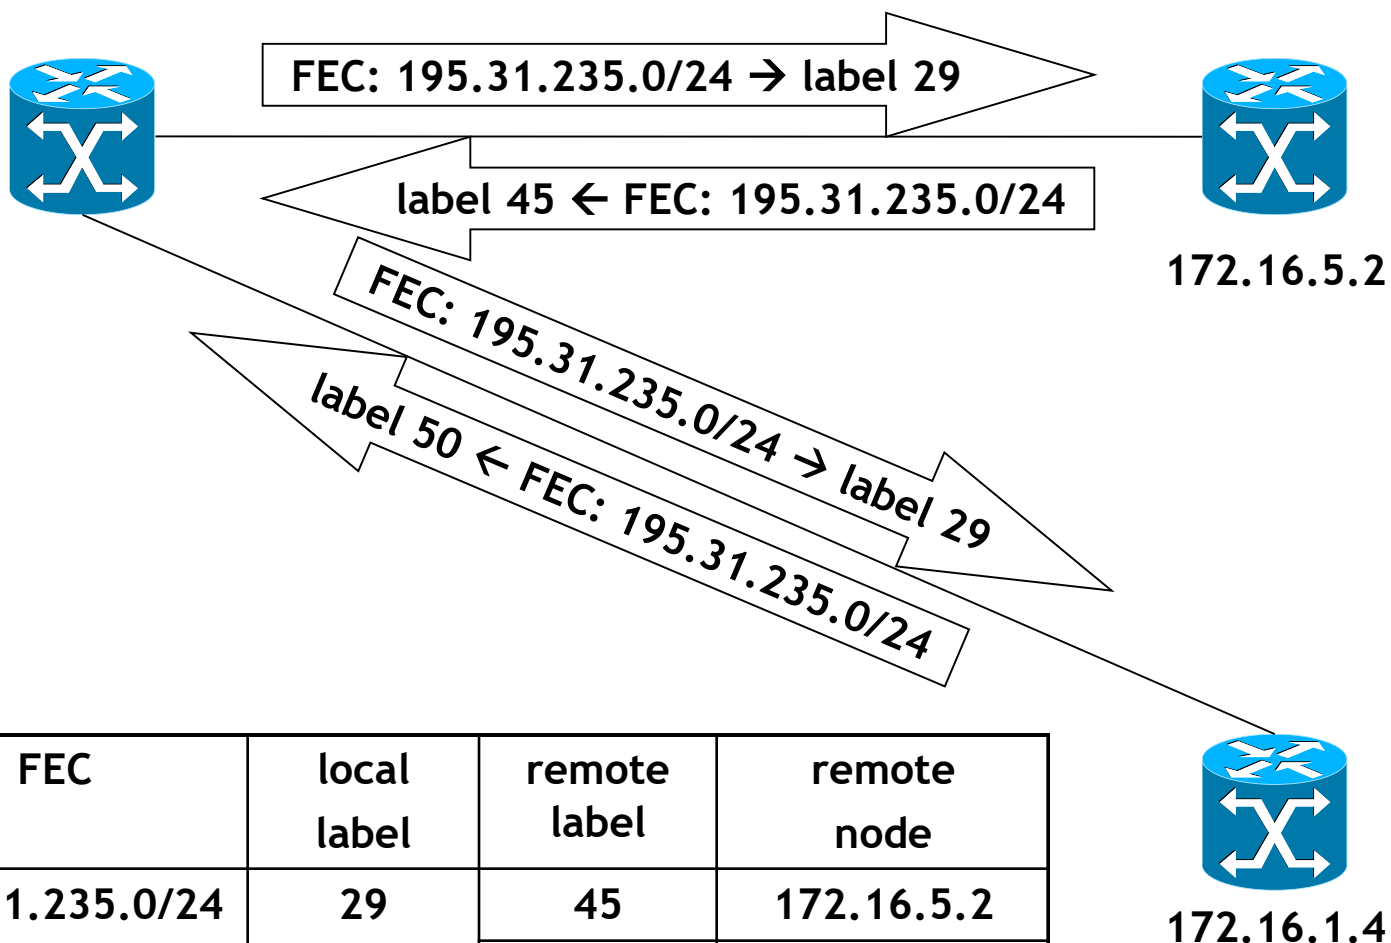 FEC: 195.31.235.0/24 → label 29
label 45 ← FEC: 195.31.235.0/24
172.16.5.2
FEC: 195.31.235.0/24 → label 29
label 50 ← FEC: 195.31.235.0/24
FEC local label remote label remote node
1.235.0/24 29 45 172.16.5.2
172.16.1.4